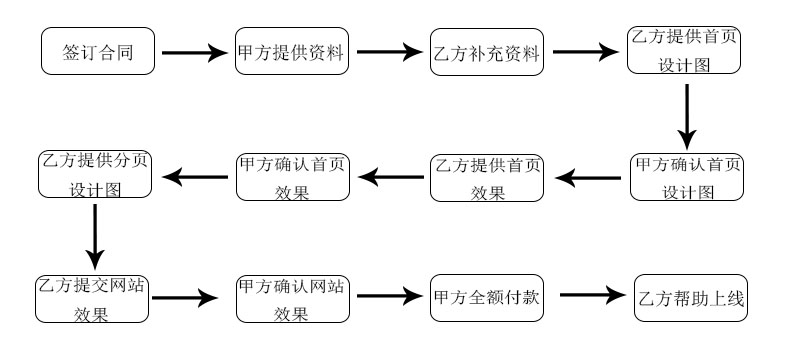 签订合同
甲方提供资料
乙方补充资料
乙方提供首页
设计图
甲方确认首页
设计图
乙方提供首页
效果
甲方确认首页
效果
乙方提供分页
设计图
乙方提交网站
效果
甲方确认网站
效果
甲方全额付款
乙方帮助上线